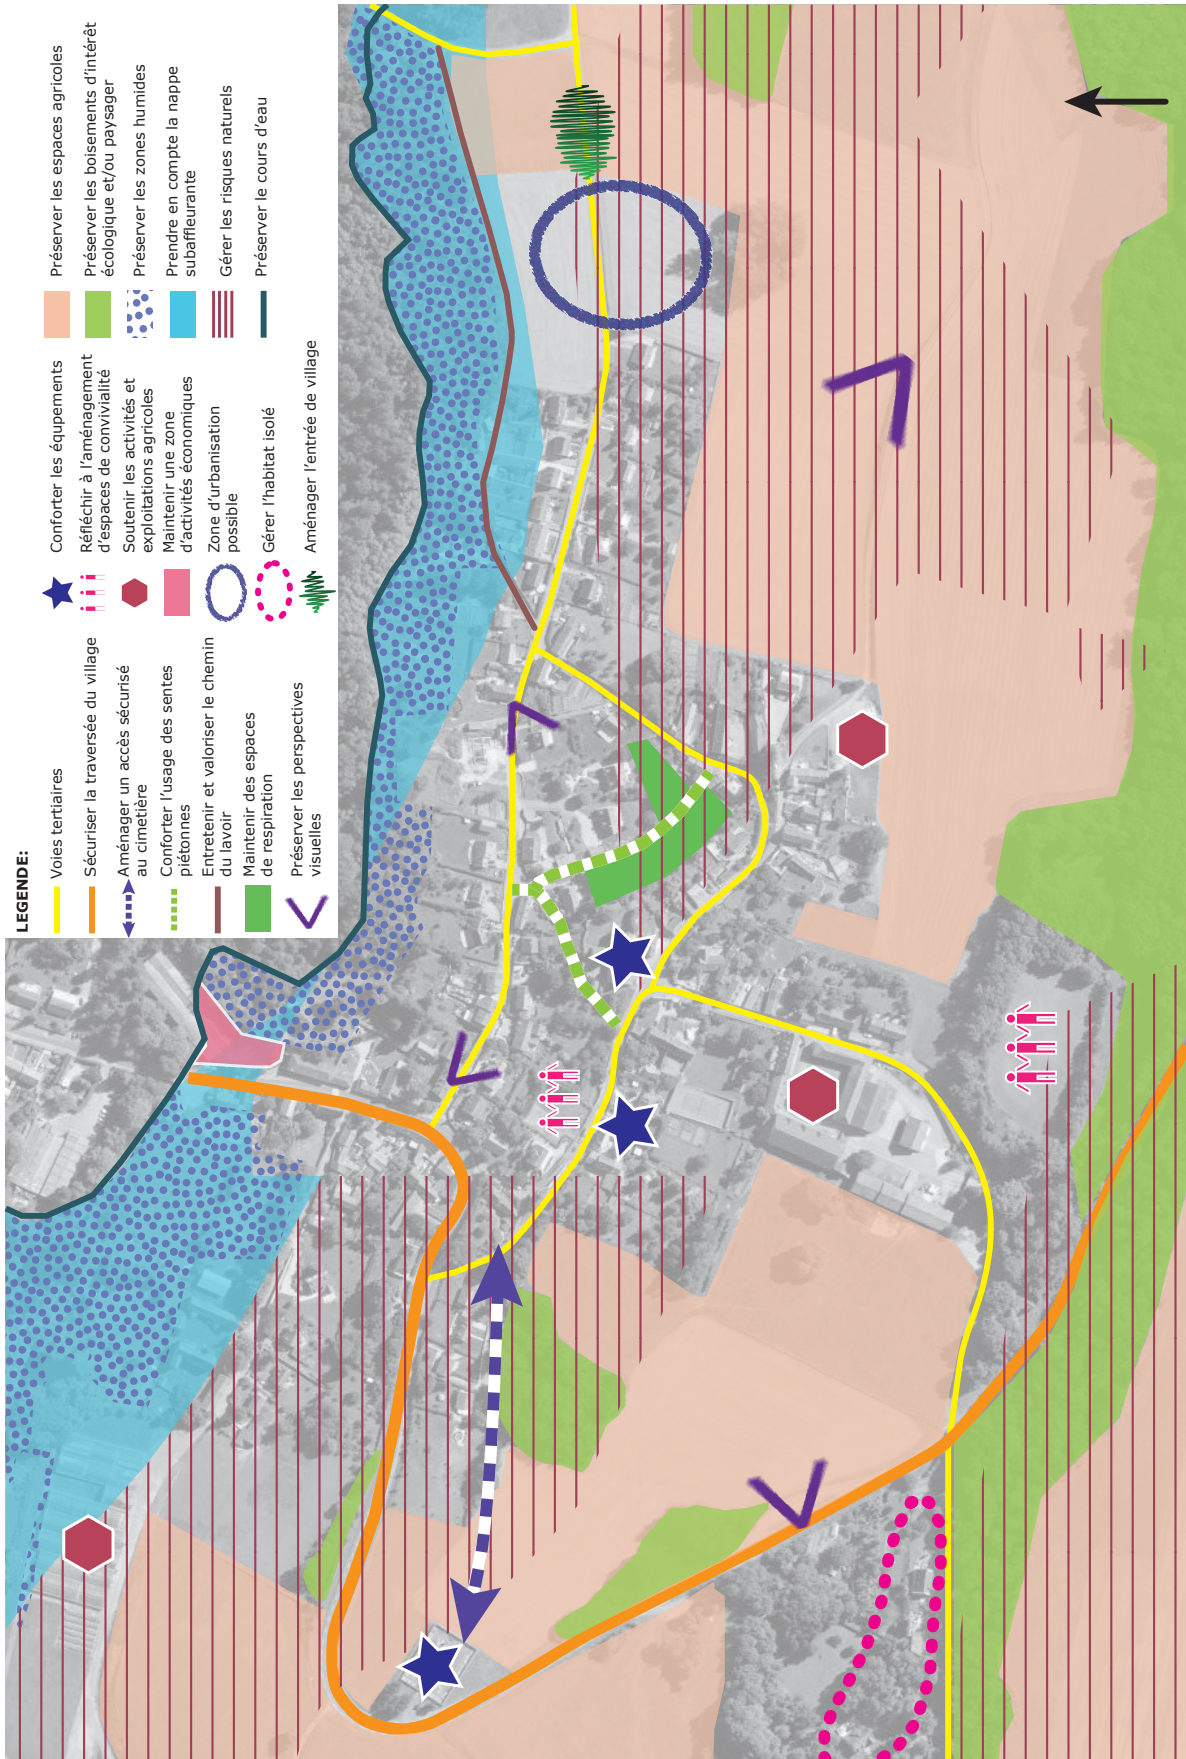 LEGENDE:
Voies tertiaires
Sécuriser la traversée du village
Aménager un accès sécurisé
au cimetière
Conforter l'usage des sentes
piétonnes
Entretenir et valoriser le chemin
du lavoir
Maintenir des espaces
de respiration
Préserver les perspectives
visuelles
Conforter les équpements
Réfléchir à l'aménagement
d'espaces de convivialité
Soutenir les activités et
exploitations agricoles
Maintenir une zone
d'activités économiques
Zone d'urbanisation
possible
Gérer l'habitat isolé
Aménager l'entrée de village
Préserver les espaces agricoles
Préserver les boisements d'intérêt
écologique et/ou paysager
Préserver les zones humides
Prendre en compte la nappe
subaffleurante
Gérer les risques naturels
Préserver le cours d'eau